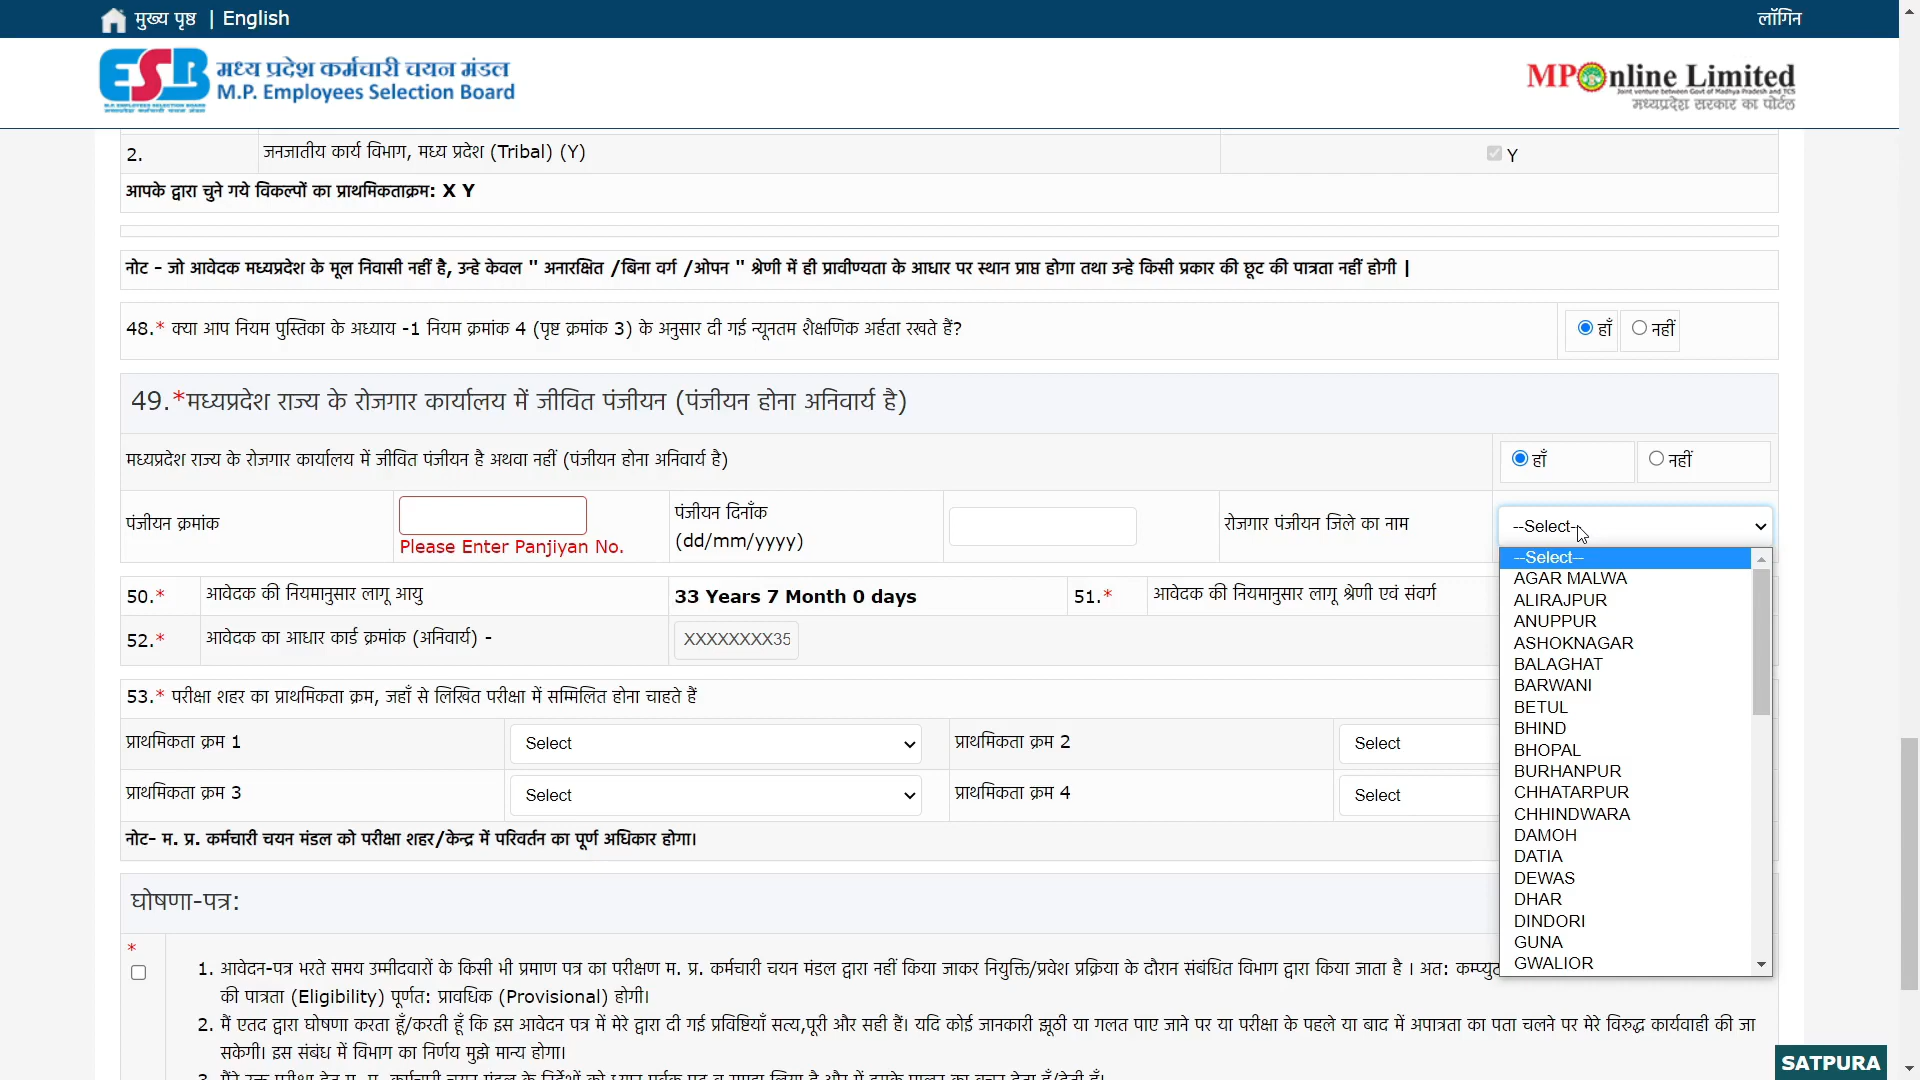 मुख्य पृष्ठ | English
लॉगिन
ESB मध्य प्रदेश कर्मचारी चयन मंडल
M.P. Employees Selection Board
MPOnline Limited
Joint venture between Govt of Madhya Pradesh and TCS
मध्यप्रदेश सरकार का पोर्टल
2. जनजातीय कार्य विभाग, मध्य प्रदेश (Tribal) (Y) Y
आपके द्वारा चुने गये विकल्पों का प्राथमिकताक्रम: X Y
नोट - जो आवेदक मध्यप्रदेश के मूल निवासी नहीं है, उन्हे केवल " अनारक्षित /बिना वर्ग /ओपन " श्रेणी में ही प्रावीण्यता के आधार पर स्थान प्राप्त होगा तथा उन्हे किसी प्रकार की छूट की पात्रता नहीं होगी |
48.* क्या आप नियम पुस्तिका के अध्याय -1 नियम क्रमांक 4 (पृष्ट क्रमांक 3) के अनुसार दी गई न्यूनतम शैक्षणिक अर्हता रखते हैं? हाँ नहीं
49.*मध्यप्रदेश राज्य के रोजगार कार्यालय में जीवित पंजीयन (पंजीयन होना अनिवार्य है)
मध्यप्रदेश राज्य के रोजगार कार्यालय में जीवित पंजीयन है अथवा नहीं (पंजीयन होना अनिवार्य है) हाँ नहीं
पंजीयन क्रमांक
Please Enter Panjiyan No.
पंजीयन दिनाँक
(dd/mm/yyyy)
रोजगार पंजीयन जिले का नाम
--Select--
--Select--
AGAR MALWA
ALIRAJPUR
ANUPPUR
ASHOKNAGAR
BALAGHAT
BARWANI
BETUL
BHIND
BHOPAL
BURHANPUR
CHHATARPUR
CHHINDWARA
DAMOH
DATIA
DEWAS
DHAR
DINDORI
GUNA
GWALIOR
50.* आवेदक की नियमानुसार लागू आयु 33 Years 7 Month 0 days 51.* आवेदक की नियमानुसार लागू श्रेणी एवं संवर्ग
52.* आवेदक का आधार कार्ड क्रमांक (अनिवार्य) - XXXXXXXX35
53.* परीक्षा शहर का प्राथमिकता क्रम, जहाँ से लिखित परीक्षा में सम्मिलित होना चाहते हैं
प्राथमिकता क्रम 1 Select प्राथमिकता क्रम 2 Select
प्राथमिकता क्रम 3 Select प्राथमिकता क्रम 4 Select
नोट- म. प्र. कर्मचारी चयन मंडल को परीक्षा शहर/केन्द्र में परिवर्तन का पूर्ण अधिकार होगा।
घोषणा-पत्र:
*
1. आवेदन-पत्र भरते समय उम्मीदवारों के किसी भी प्रमाण पत्र का परीक्षण म. प्र. कर्मचारी चयन मंडल द्वारा नहीं किया जाकर नियुक्ति/प्रवेश प्रक्रिया के दौरान संबंधित विभाग द्वारा किया जाता है । अत: कम्प्यु
की पात्रता (Eligibility) पूर्णत: प्रावधिक (Provisional) होगी।
2. मैं एतद द्वारा घोषणा करता हूँ/करती हूँ कि इस आवेदन पत्र में मेरे द्वारा दी गई प्रविष्टियाँ सत्य,पूरी और सही हैं। यदि कोई जानकारी झूठी या गलत पाए जाने पर या परीक्षा के पहले या बाद में अपात्रता का पता चलने पर मेरे विरुद्ध कार्यवाही की जा
सकेगी। इस संबंध में विभाग का निर्णय मुझे मान्य होगा।
SATPURA